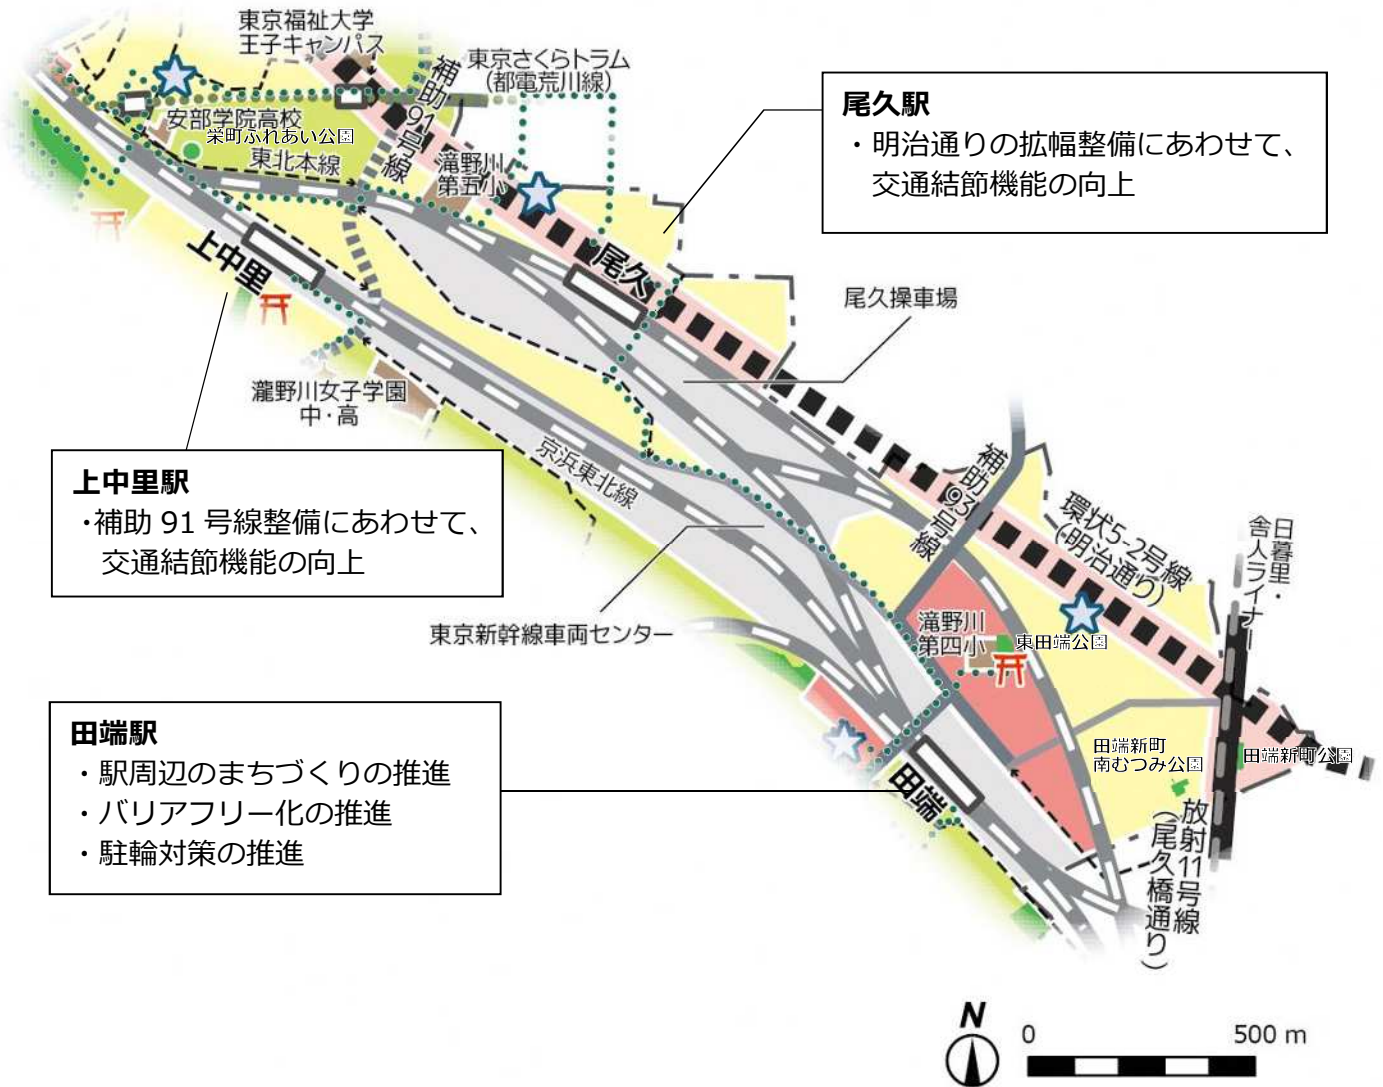 東京福祉大学
王子キャンパス
補助91号線
東京さくらトラム
(都電荒川線)
安部学院高校
栄町ふれあい公園
東北本線
滝野川
第五小
尾久駅
・明治通りの拡幅整備にあわせて、
交通結節機能の向上
上中里
尾久
尾久操車場
瀧野川女子学園
中・高
京浜東北線
上中里駅
・補助 91 号線整備にあわせて、
交通結節機能の向上
補助93号線
環状5-2号線
(明治通り)
日暮里・
舎人ライナー
東京新幹線車両センター
滝野川
第四小
東田端公園
田端駅
・駅周辺のまちづくりの推進
・バリアフリー化の推進
・駐輪対策の推進
田端
田端新町
南むつみ公園
田端新町公園
放射11号線
(尾久橋通り)
N
0
500 m